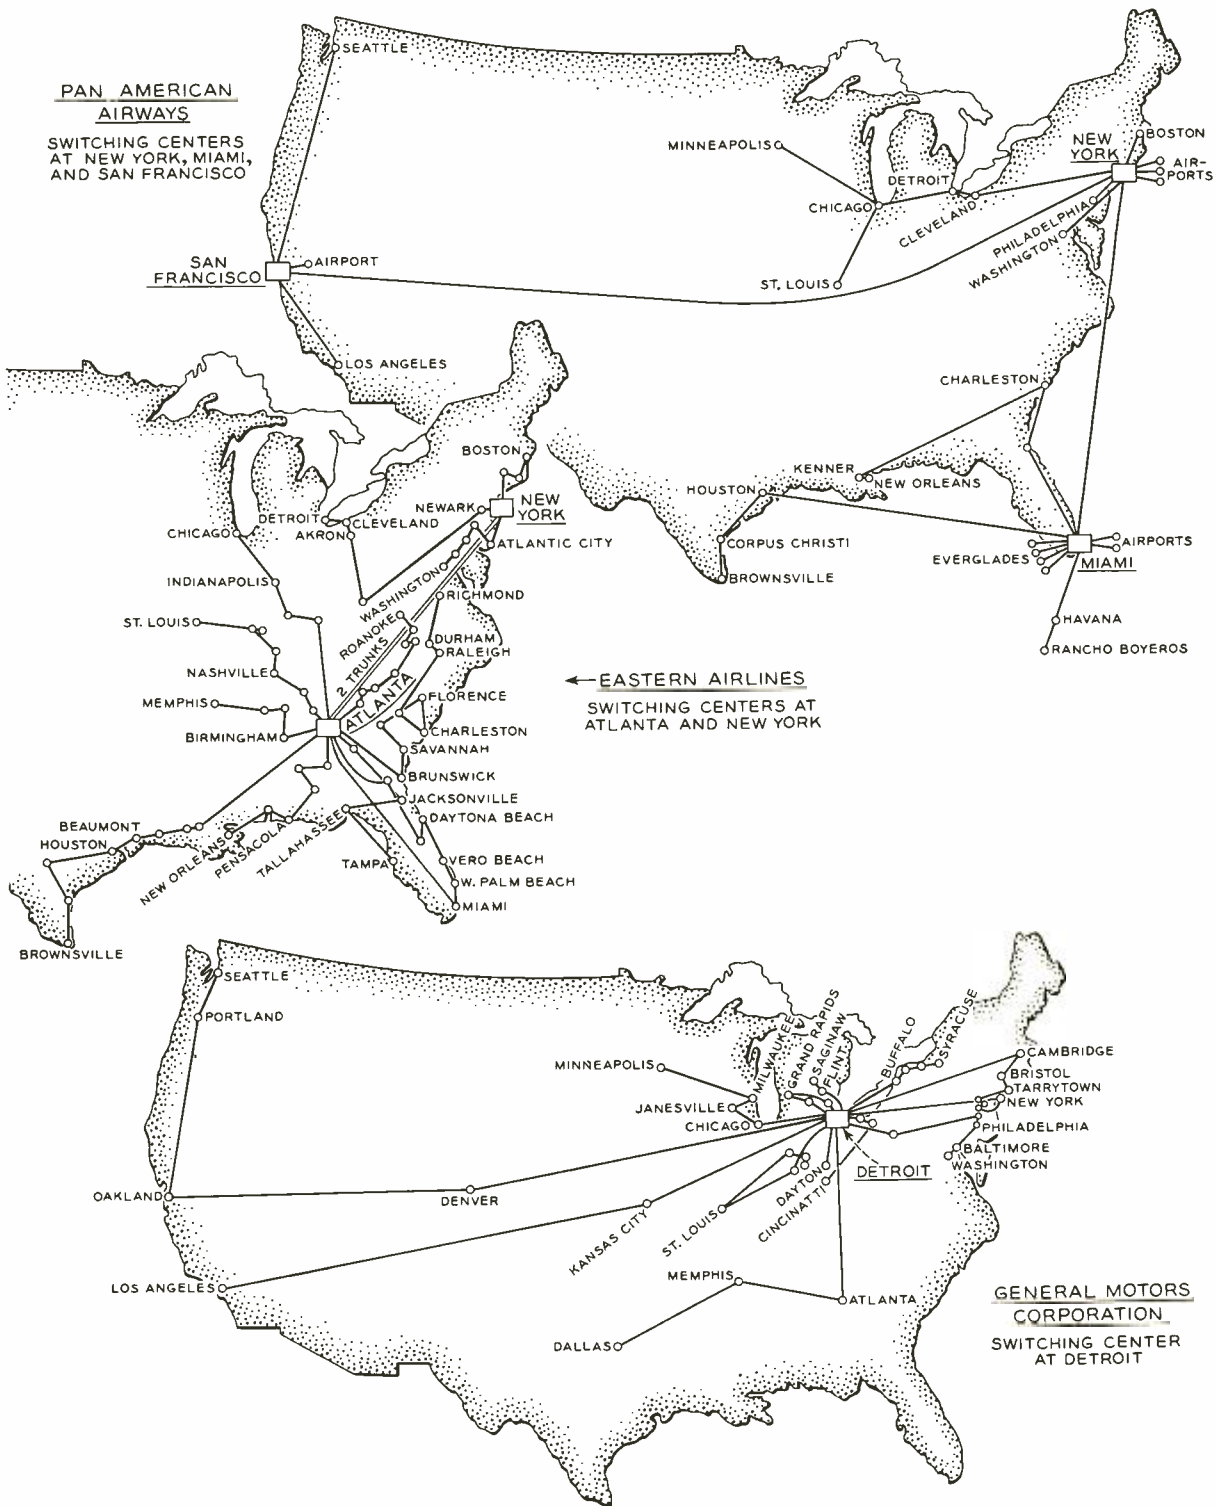 PAN AMERICAN
AIRWAYS
SWITCHING CENTERS
AT NEW YORK, MIAMI,
AND SAN FRANCISCO
SEATTLE
MINNEAPOLIS
CHICAGO
DETROIT
CLEVELAND
NEW
YORK
BOSTON
AIR-
PORTS
PHILADELPHIA
WASHINGTON
ST. LOUIS
SAN
FRANCISCO
AIRPORT
LOS ANGELES
CHARLESTON
KENNER
NEW ORLEANS
HOUSTON
CORPUS CHRISTI
BROWNSVILLE
EVERGLADES
AIRPORTS
MIAMI
HAVANA
RANCHO BOYEROS
EASTERN AIRLINES
SWITCHING CENTERS AT
ATLANTA AND NEW YORK
BOSTON
NEWARK
NEW
YORK
DETROIT
CLEVELAND
CHICAGO
AKRON
ATLANTIC CITY
INDIANAPOLIS
WASHINGTON
RICHMOND
ST. LOUIS
ROANOKE
2 TRUNKS
DURHAM
RALEIGH
NASHVILLE
ATLANTA
MEMPHIS
FLORENCE
BIRMINGHAM
CHARLESTON
SAVANNAH
BRUNSWICK
JACKSONVILLE
BEAUMONT
HOUSTON
NEW ORLEANS
PENSACOLA
TALLAHASSEE
DAYTONA BEACH
TAMPA
VERO BEACH
W. PALM BEACH
MIAMI
BROWNSVILLE
SEATTLE
PORTLAND
MINNEAPOLIS
MILWAUKEE
GRAND RAPIDS
SAGINAW
FLINT
BUFFALO
SYRACUSE
CAMBRIDGE
BRISTOL
TARRYTOWN
NEW YORK
JANESVILLE
CHICAGO
PHILADELPHIA
BALTIMORE
WASHINGTON
DETROIT
OAKLAND
DENVER
KANSAS CITY
ST. LOUIS
DAYTON
CINCINATTI
LOS ANGELES
MEMPHIS
ATLANTA
DALLAS
GENERAL MOTORS
CORPORATION
SWITCHING CENTER
AT DETROIT